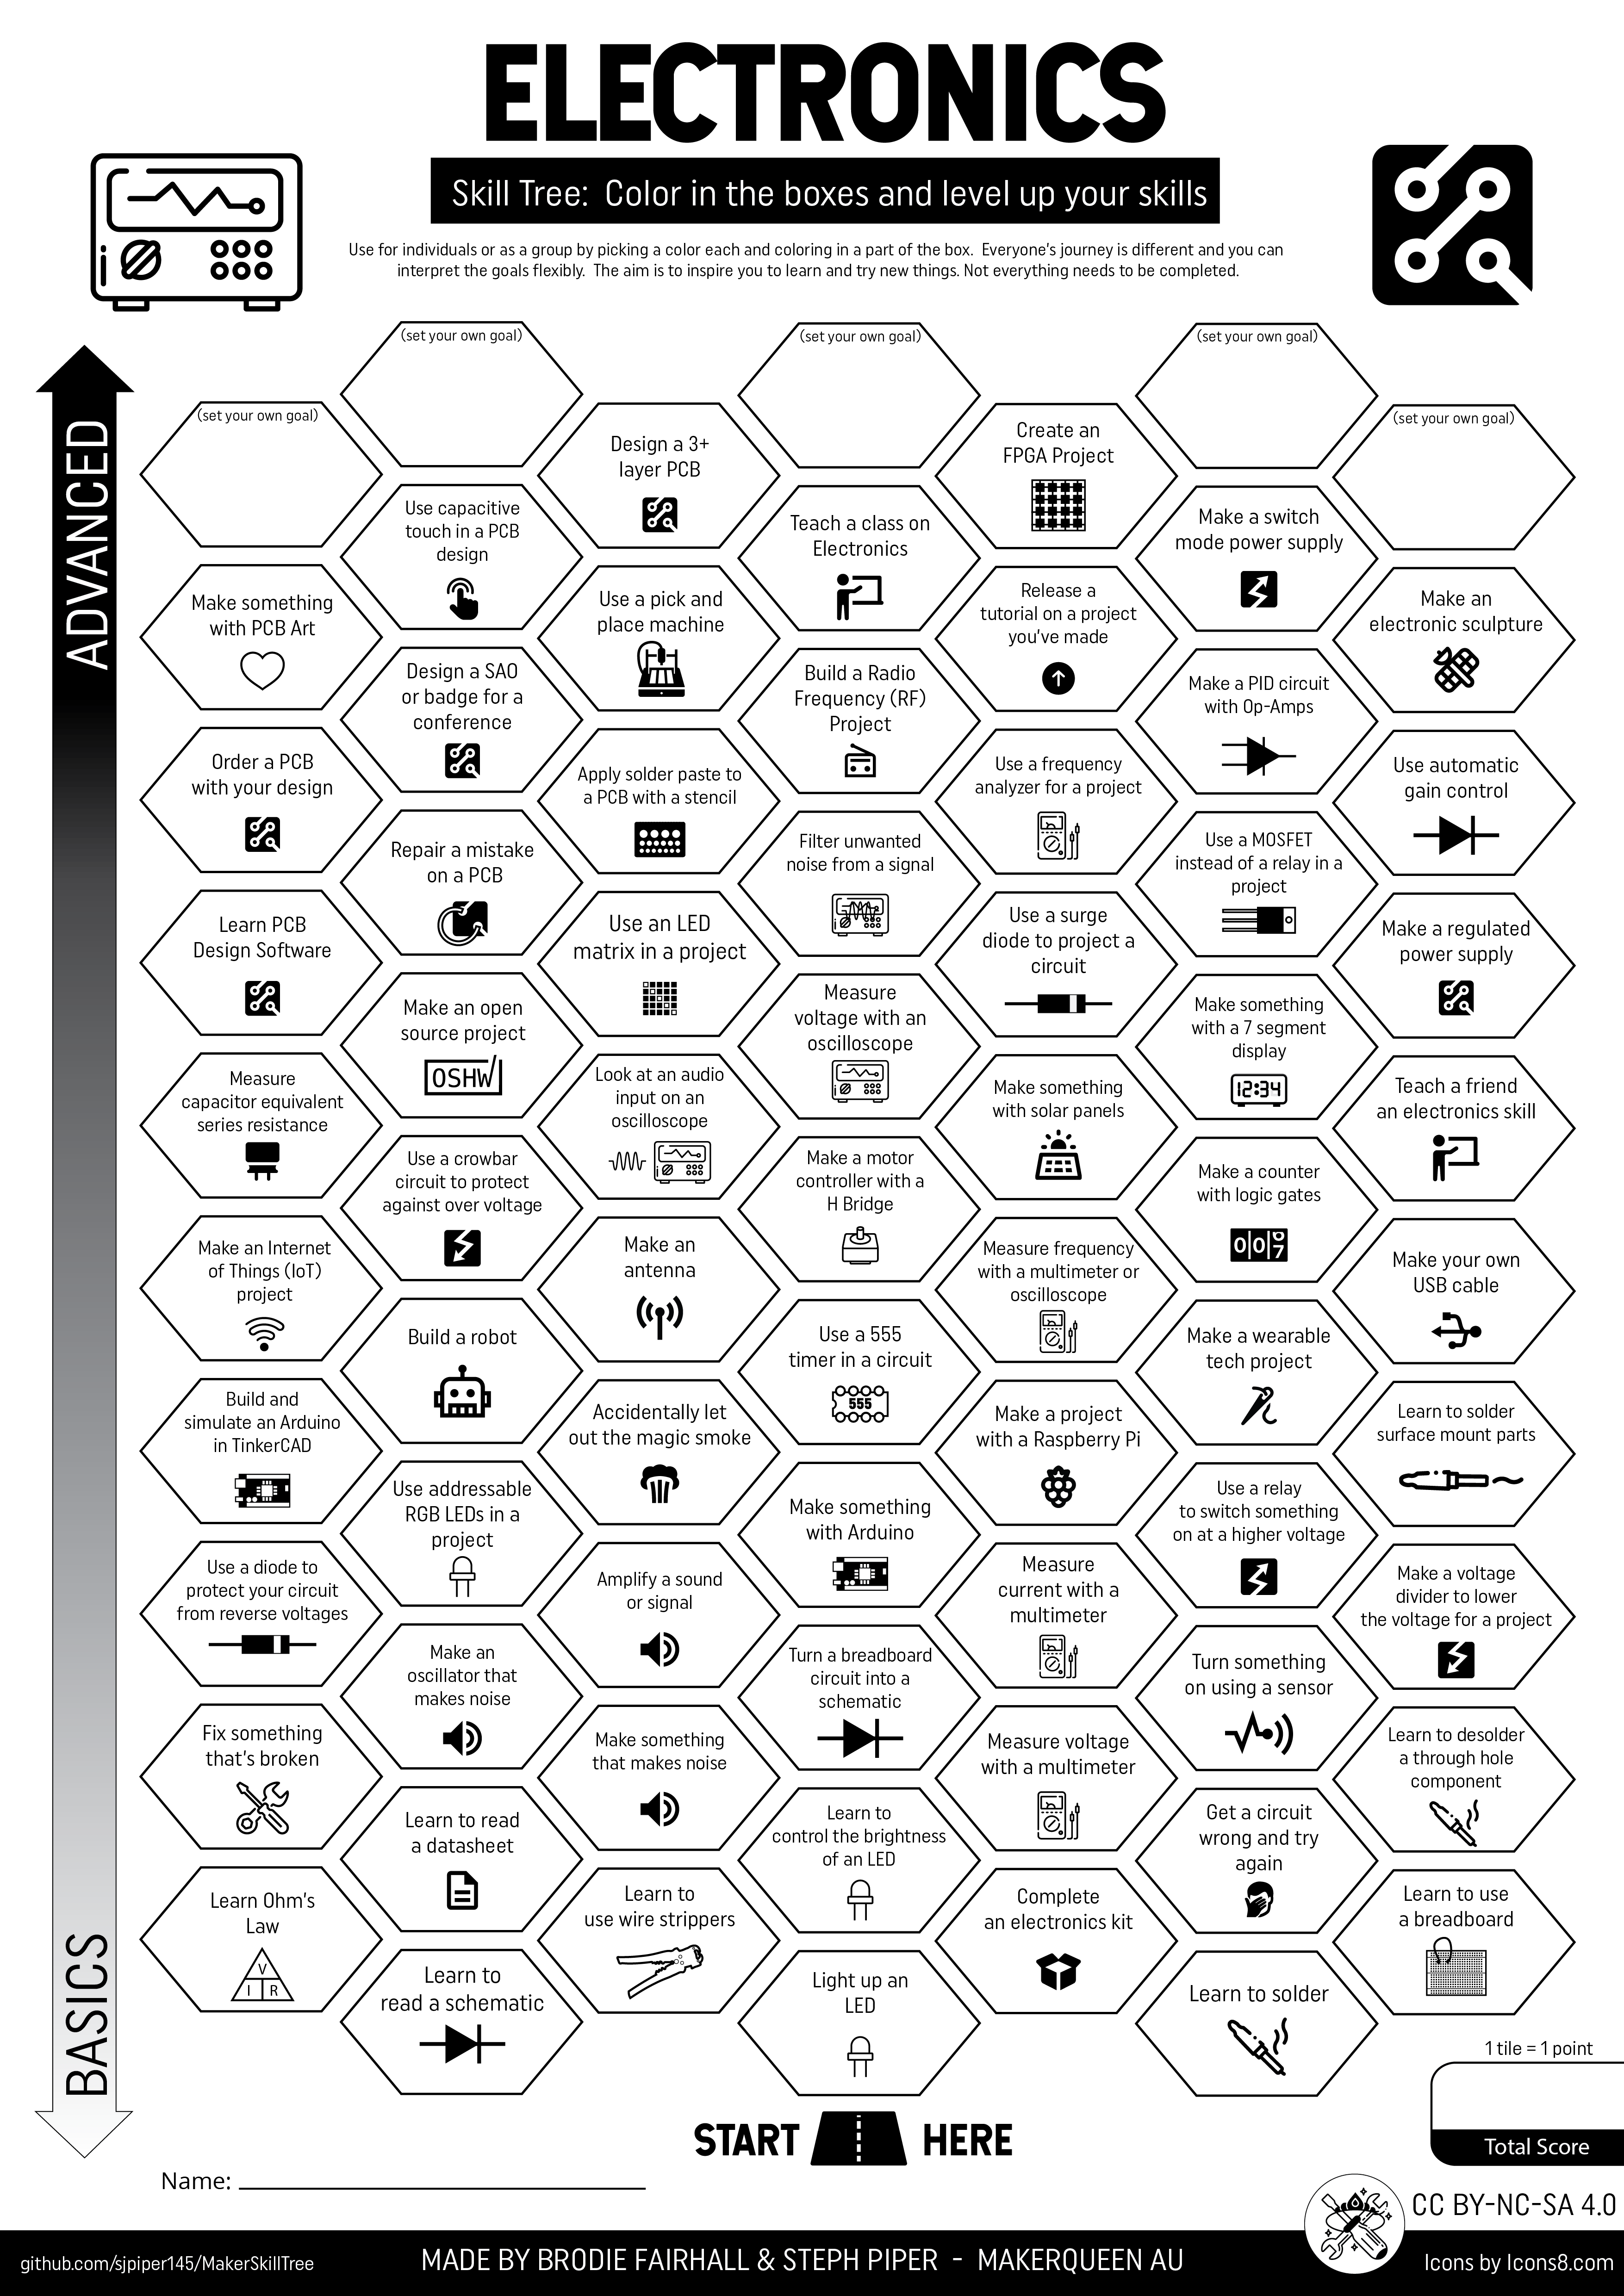 ELECTRONICS
Skill Tree: Color in the boxes and level up your skills
Use for individuals or as a group by picking a color each and coloring in a part of the box. Everyone's journey is different and you can
interpret the goals flexibly. The aim is to inspire you to learn and try new things. Not everything needs to be completed.
ADVANCED
BASICS
(set your own goal)
(set your own goal)
(set your own goal)
(set your own goal)
(set your own goal)
Design a 3+
layer PCB
Create an
FPGA Project
Use capacitive
touch in a PCB
design
Teach a class on
Electronics
Make a switch
mode power supply
Make something
with PCB Art
Use a pick and
place machine
Release a
tutorial on a project
you've made
Make an
electronic sculpture
Design a SAO
or badge for a
conference
Build a Radio
Frequency (RF)
Project
Make a PID circuit
with Op-Amps
Order a PCB
with your design
Apply solder paste to
a PCB with a stencil
Use a frequency
analyzer for a project
Use automatic
gain control
Repair a mistake
on a PCB
Filter unwanted
noise from a signal
Use a MOSFET
instead of a relay in a
project
Learn PCB
Design Software
Use an LED
matrix in a project
Use a surge
diode to project a
circuit
Make a regulated
power supply
Make an open
source project
OSHW
Measure
voltage with an
oscilloscope
Make something
with a 7 segment
display
12:34
Measure
capacitor equivalent
series resistance
Look at an audio
input on an
oscilloscope
Make something
with solar panels
Teach a friend
an electronics skill
Use a crowbar
circuit to protect
against over voltage
Make a motor
controller with a
H Bridge
Make a counter
with logic gates
007
Make an Internet
of Things (IoT)
project
Make an
antenna
Measure frequency
with a multimeter or
oscilloscope
Make your own
USB cable
Build a robot
Use a 555
timer in a circuit
555
Make a wearable
tech project
Build and
simulate an Arduino
in TinkerCAD
Accidentally let
out the magic smoke
Make a project
with a Raspberry Pi
Learn to solder
surface mount parts
Use addressable
RGB LEDs in a
project
Make something
with Arduino
Use a relay
to switch something
on at a higher voltage
Use a diode to
protect your circuit
from reverse voltages
Amplify a sound
or signal
Measure
current with a
multimeter
Make a voltage
divider to lower
the voltage for a project
Make an
oscillator that
makes noise
Turn a breadboard
circuit into a
schematic
Turn something
on using a sensor
Fix something
that's broken
Make something
that makes noise
Measure voltage
with a multimeter
Learn to desolder
a through hole
component
Learn to read
a datasheet
Learn to
control the brightness
of an LED
Get a circuit
wrong and try
again
Learn Ohm's
Law
V
I R
Learn to
use wire strippers
Complete
an electronics kit
Learn to use
a breadboard
Learn to
read a schematic
Light up an
LED
Learn to solder
1 tile = 1 point
Total Score
START HERE
Name:
CC BY-NC-SA 4.0
github.com/sjpiper145/MakerSkillTree
MADE BY BRODIE FAIRHALL & STEPH PIPER - MAKERQUEEN AU
Icons by Icons8.com